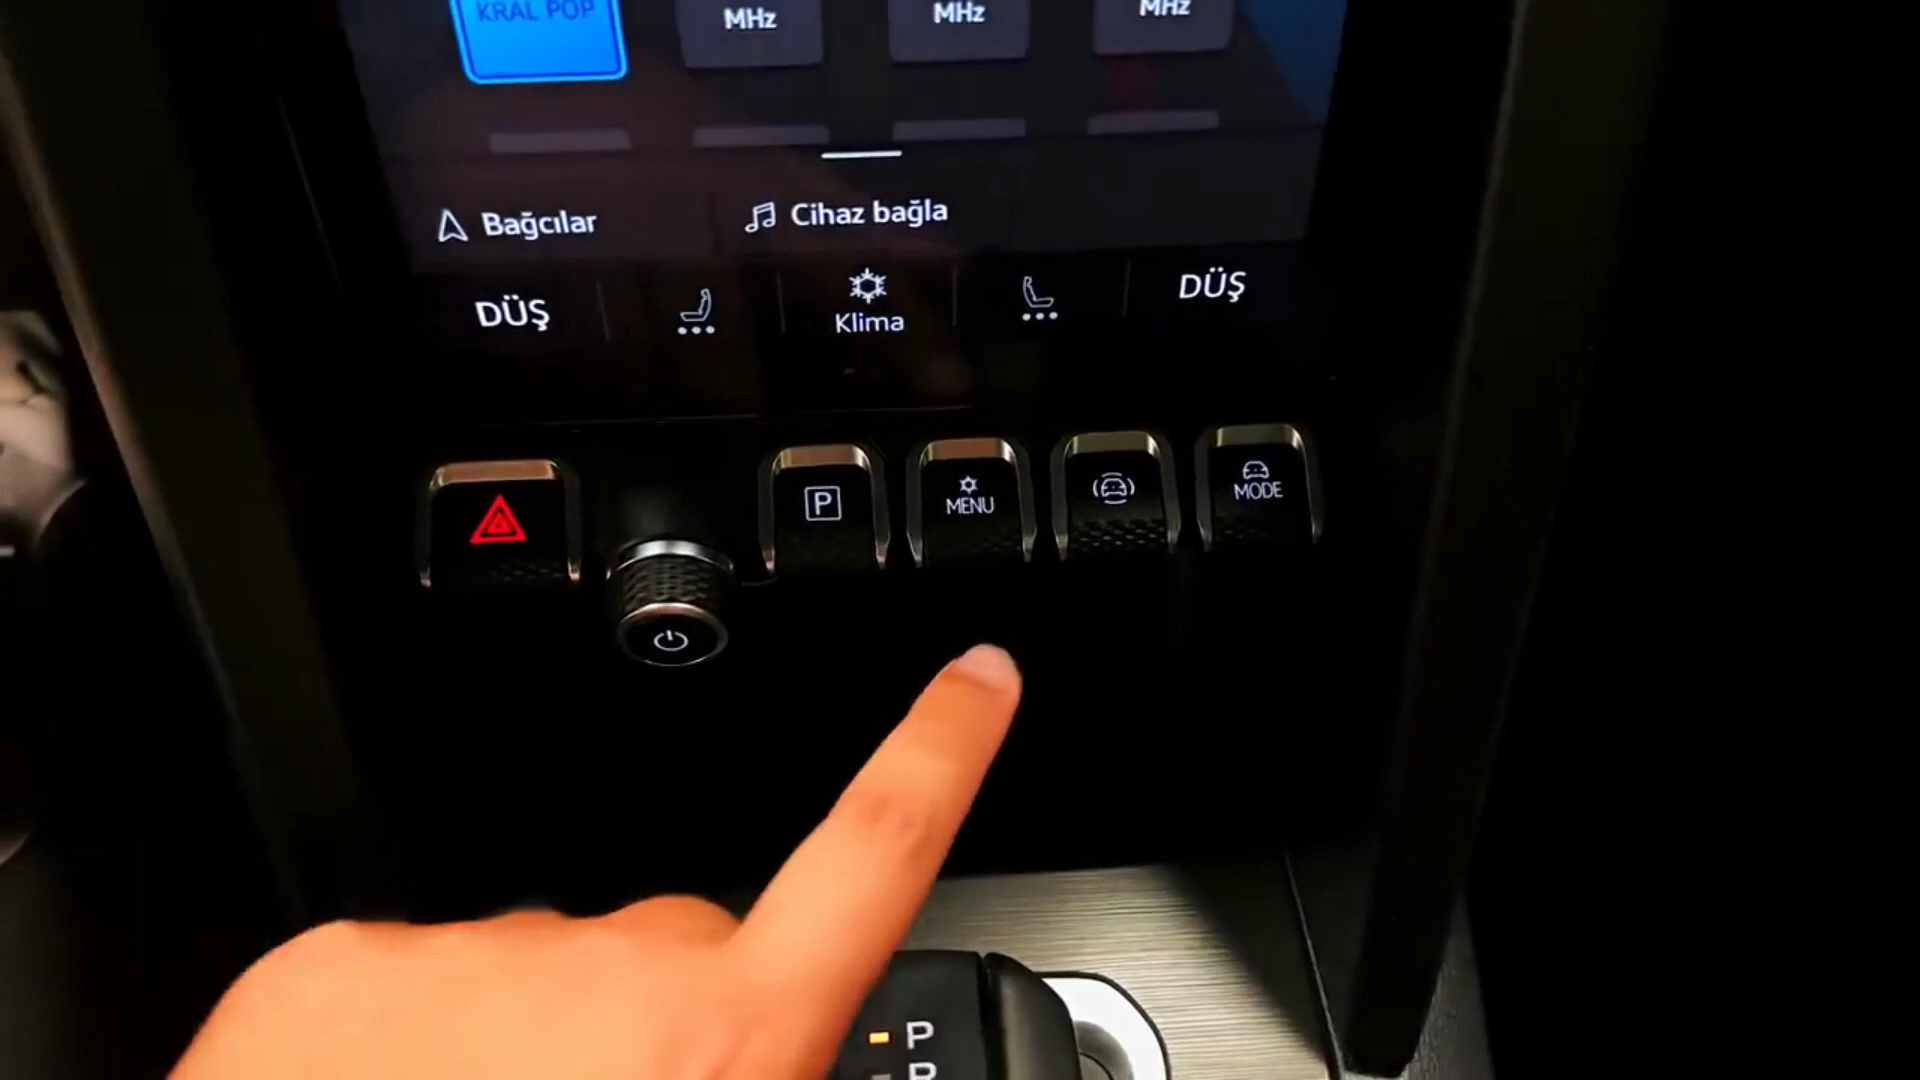 KRAL POP
MHz
MHz
MHz
Bağcılar
Cihaz bağla
DÜŞ
Klima
DÜŞ
P
MENU
MODE
P
R